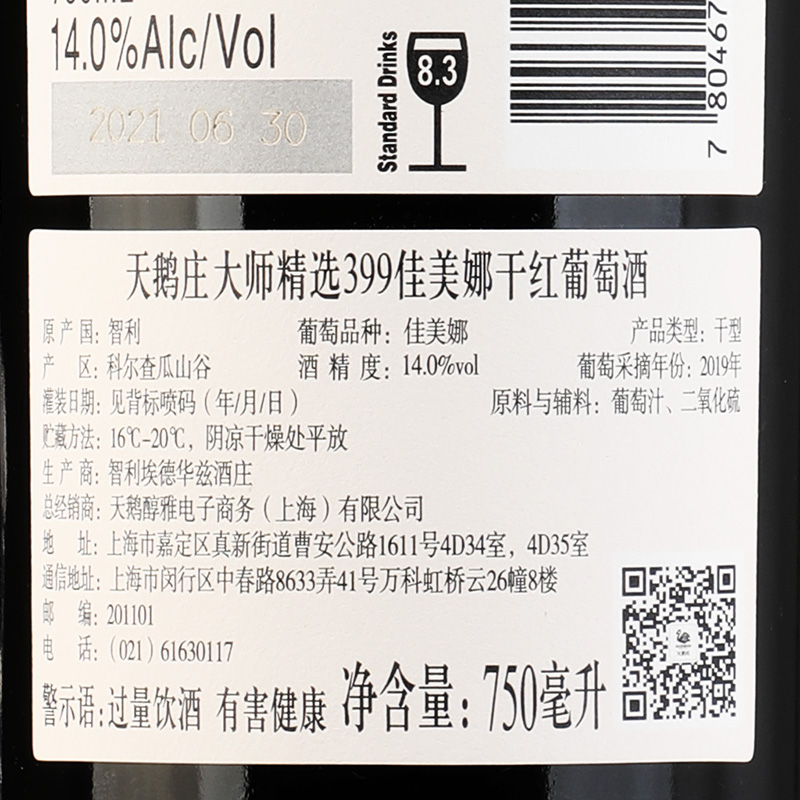 14.0%Alc/Vol
2021 06 30
Standard Drinks
8.3
7 80467
天鹅庄大师精选399佳美娜干红葡萄酒
原产国：智利 葡萄品种：佳美娜 产品类型：干型
产 区：科尔查瓜山谷 酒精度：14.0%vol 葡萄采摘年份：2019年
灌装日期：见背标喷码（年/月/日） 原料与辅料：葡萄汁、二氧化硫
贮藏方法：16℃-20℃，阴凉干燥处平放
生产商：智利埃德华兹酒庄
总经销商：天鹅醇雅电子商务（上海）有限公司
地 址：上海市嘉定区真新街道曹安公路1611号4D34室，4D35室
通信地址：上海市闵行区中春路8633弄41号万科虹桥云26幢8楼
邮 编：201101
电 话：（021）61630117
警示语：过量饮酒 有害健康 净含量：750毫升